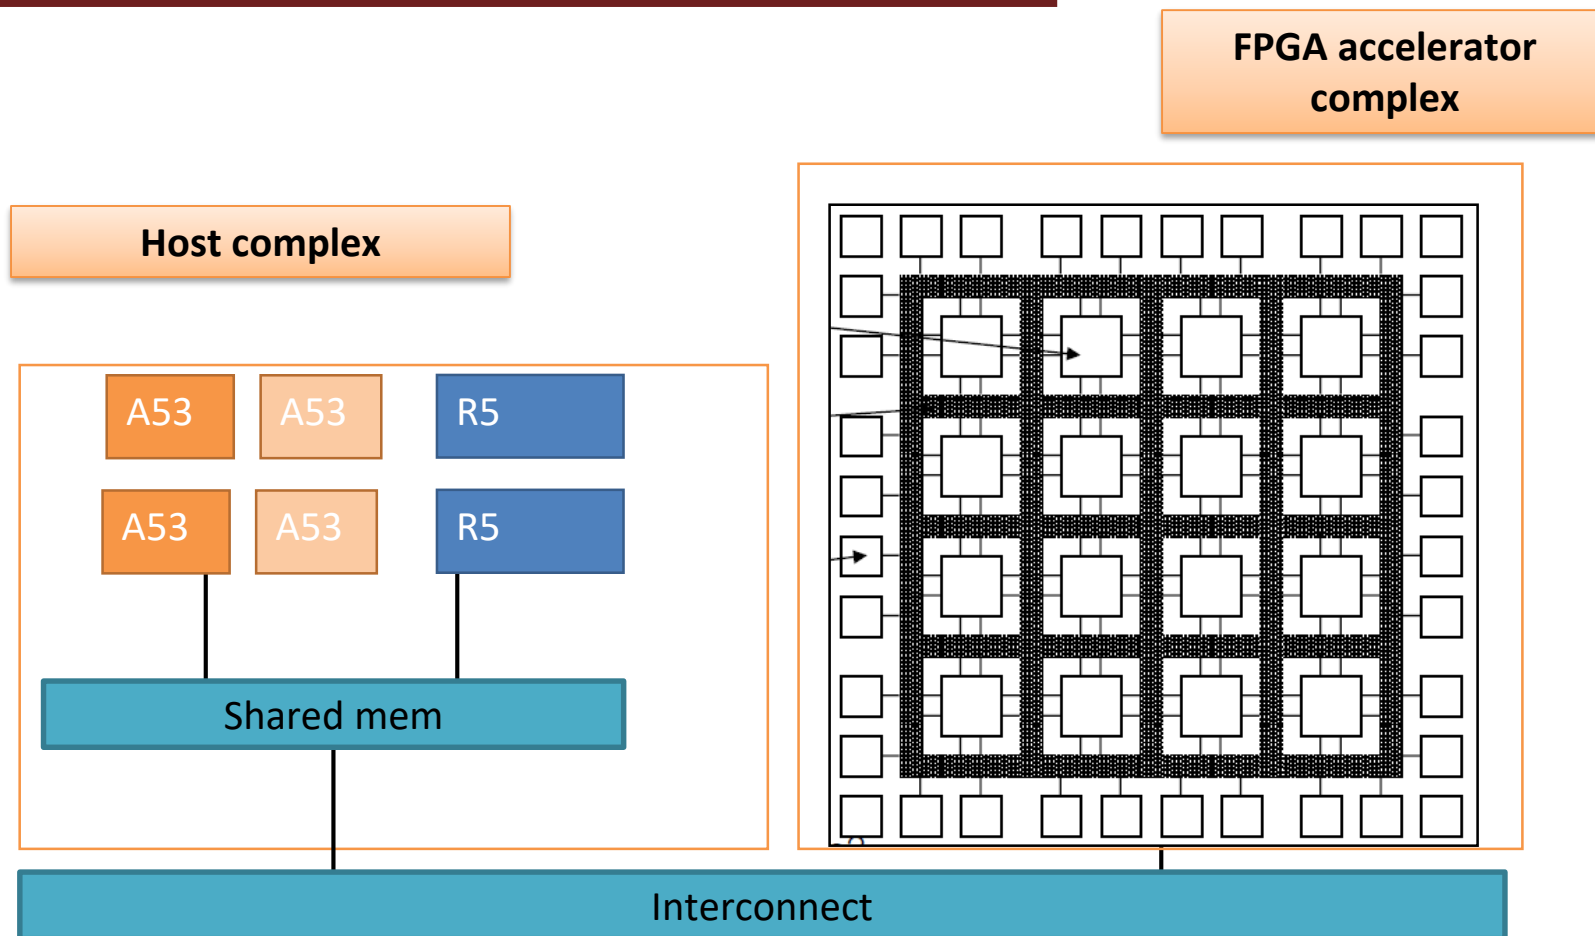 FPGA accelerator
complex
Host complex
A53 A53 R5
A53 A53 R5
Shared mem
Interconnect